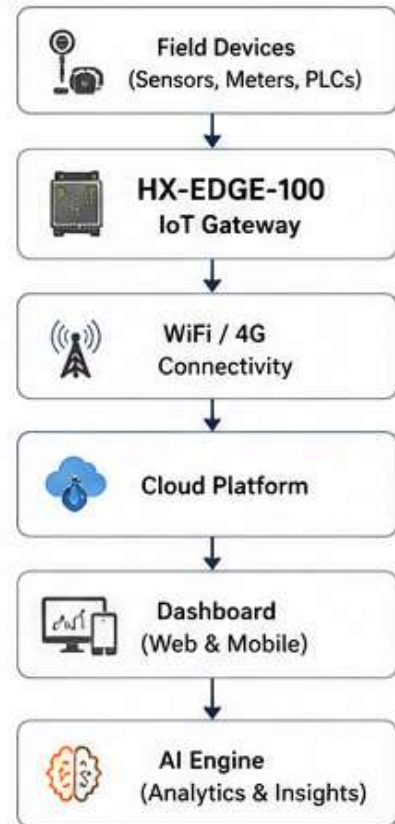 Field Devices
(Sensors, Meters, PLCs)
HX-EDGE-100
IoT Gateway
WiFi / 4G
Connectivity
Cloud Platform
Dashboard
(Web & Mobile)
AI Engine
(Analytics & Insights)